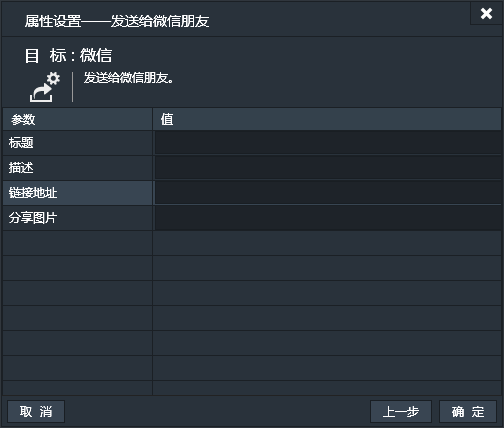 属性设置——发送给微信朋友
目 标：微信
发送给微信朋友。
参数 值
标题
描述
链接地址
分享图片
取 消 上一步 确 定